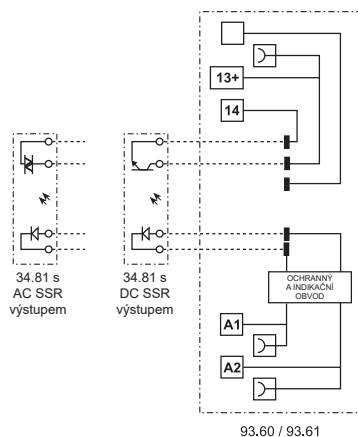 13+
14
34.81 s
AC SSR
výstupem
34.81 s
DC SSR
výstupem
OCHRANNÝ
A INDIKAČNÍ
OBVOD
A1
A2
93.60 / 93.61